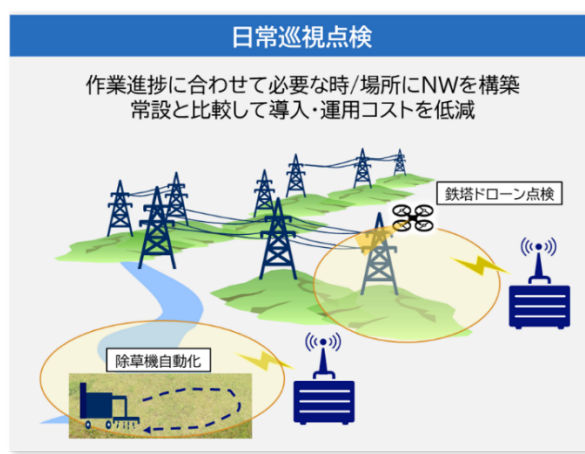 日常巡視点検
作業進捗に合わせて必要な時/場所にNWを構築
常設と比較して導入・運用コストを低減
鉄塔ドローン点検
除草機自動化